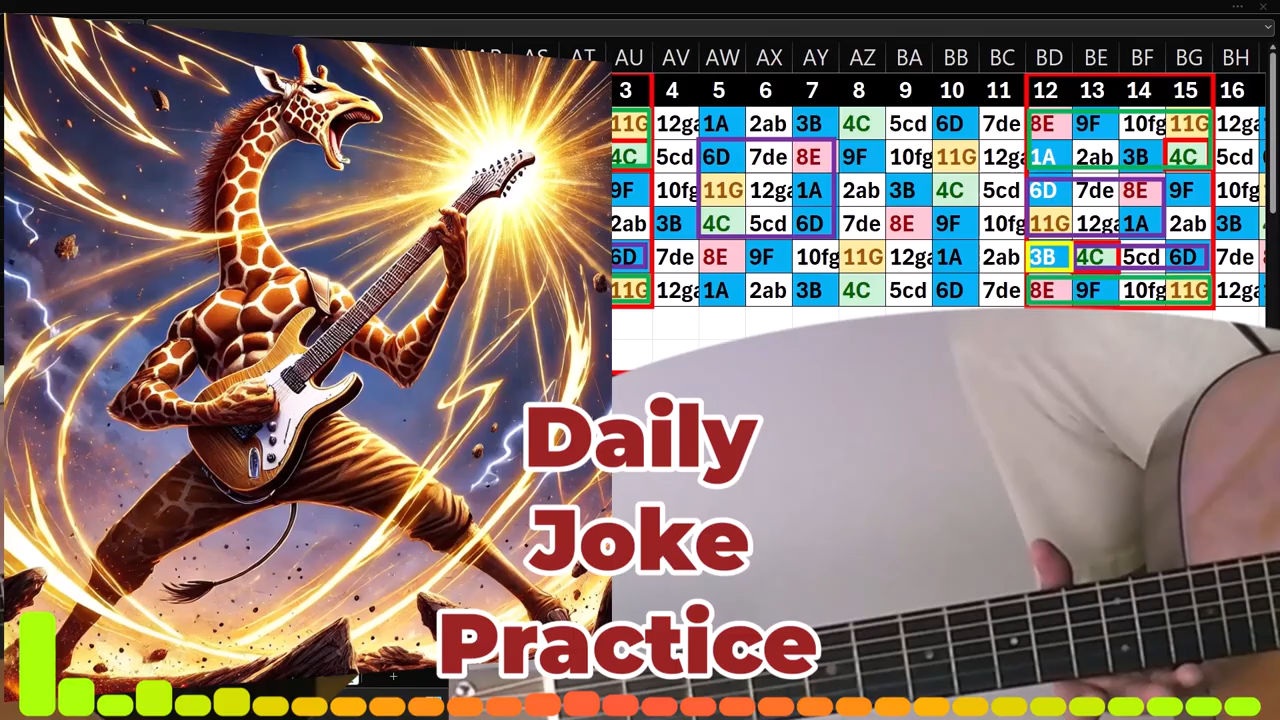 AU AV AW AX AY AZ BA BB BC BD BE BF BG BH
3 4 5 6 7 8 9 10 11 12 13 14 15 16
11G 12ga 1A 2ab 3B 4C 5cd 6D 7de 8E 9F 10fg 11G 12ga
4C 5cd 6D 7de 8E 9F 10fg 11G 12ga 1A 2ab 3B 4C 5cd
9F 10fg 11G 12ga 1A 2ab 3B 4C 5cd 6D 7de 8E 9F 10fg
2ab 3B 4C 5cd 6D 7de 8E 9F 10fg 11G 12ga 1A 2ab 3B
6D 7de 8E 9F 10fg 11G 12ga 1A 2ab 3B 4C 5cd 6D 7de
11G 12ga 1A 2ab 3B 4C 5cd 6D 7de 8E 9F 10fg 11G 12ga
Daily
Joke
Practice